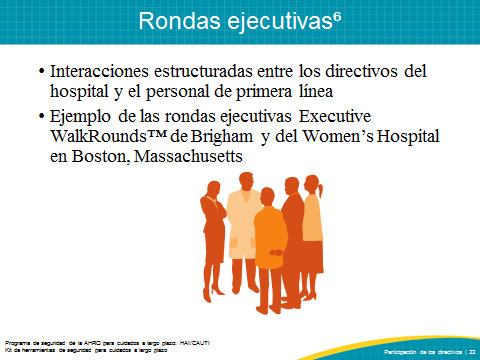 Rondas ejecutivas⁶
• Interacciones estructuradas entre los directivos del
hospital y el personal de primera línea
• Ejemplo de las rondas ejecutivas Executive
WalkRounds™ de Brigham y del Women's Hospital
en Boston, Massachusetts
Programa de seguridad de la AHRQ para cuidados a largo plazo: HAI/CAUTI
Kit de herramientas de seguridad para cuidados a largo plazo
Participación de los directivos | 22